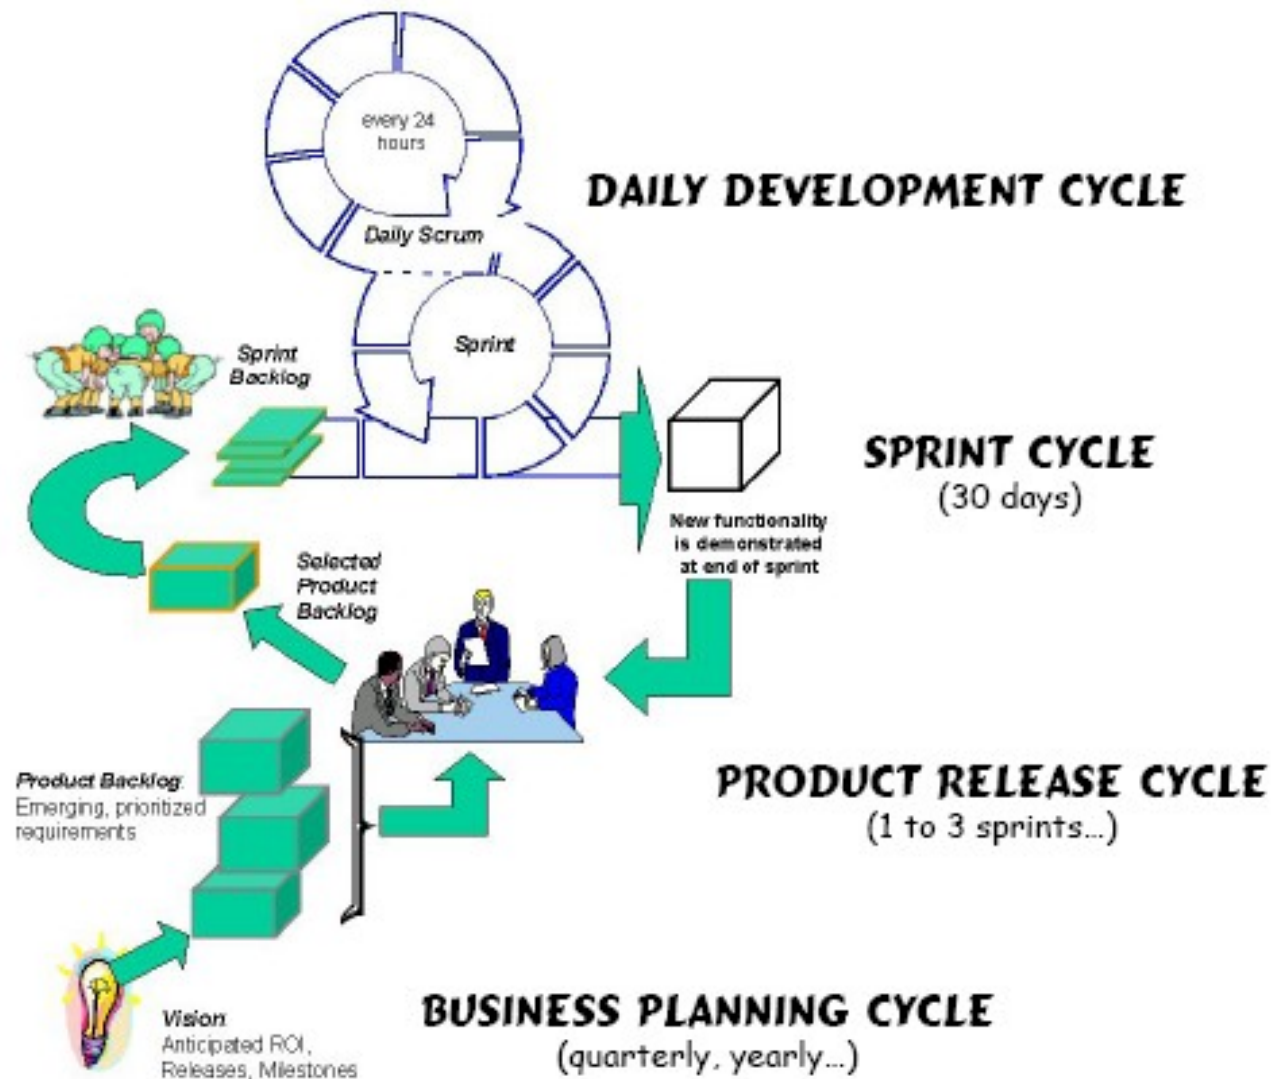 every 24
hours
DAILY DEVELOPMENT CYCLE
Daily Scrum
Sprint
Sprint
Backlog
SPRINT CYCLE
(30 days)
New functionality
is demonstrated
at end of sprint
Selected
Product
Backlog
Product Backlog:
Emerging, prioritized
requirements
PRODUCT RELEASE CYCLE
(1 to 3 sprints...)
Vision:
Anticipated ROI,
Releases, Milestones
BUSINESS PLANNING CYCLE
(quarterly, yearly...)